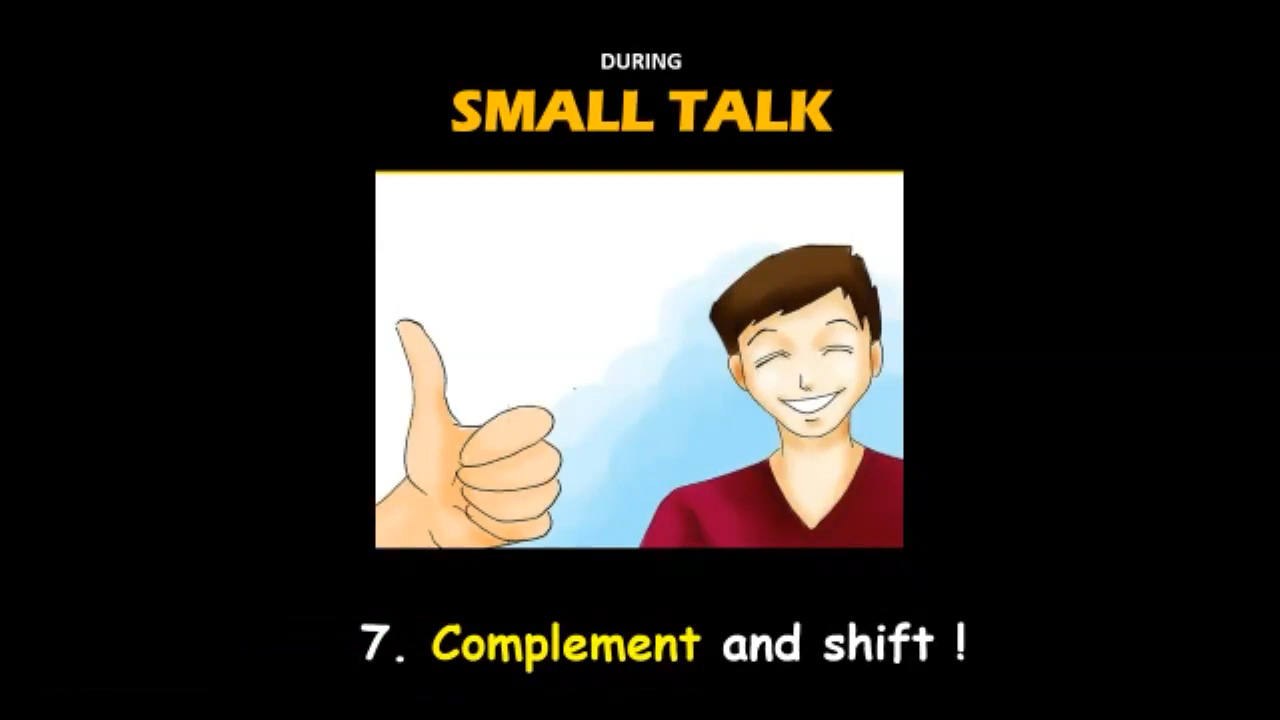 DURING
SMALL TALK
7. Complement and shift !